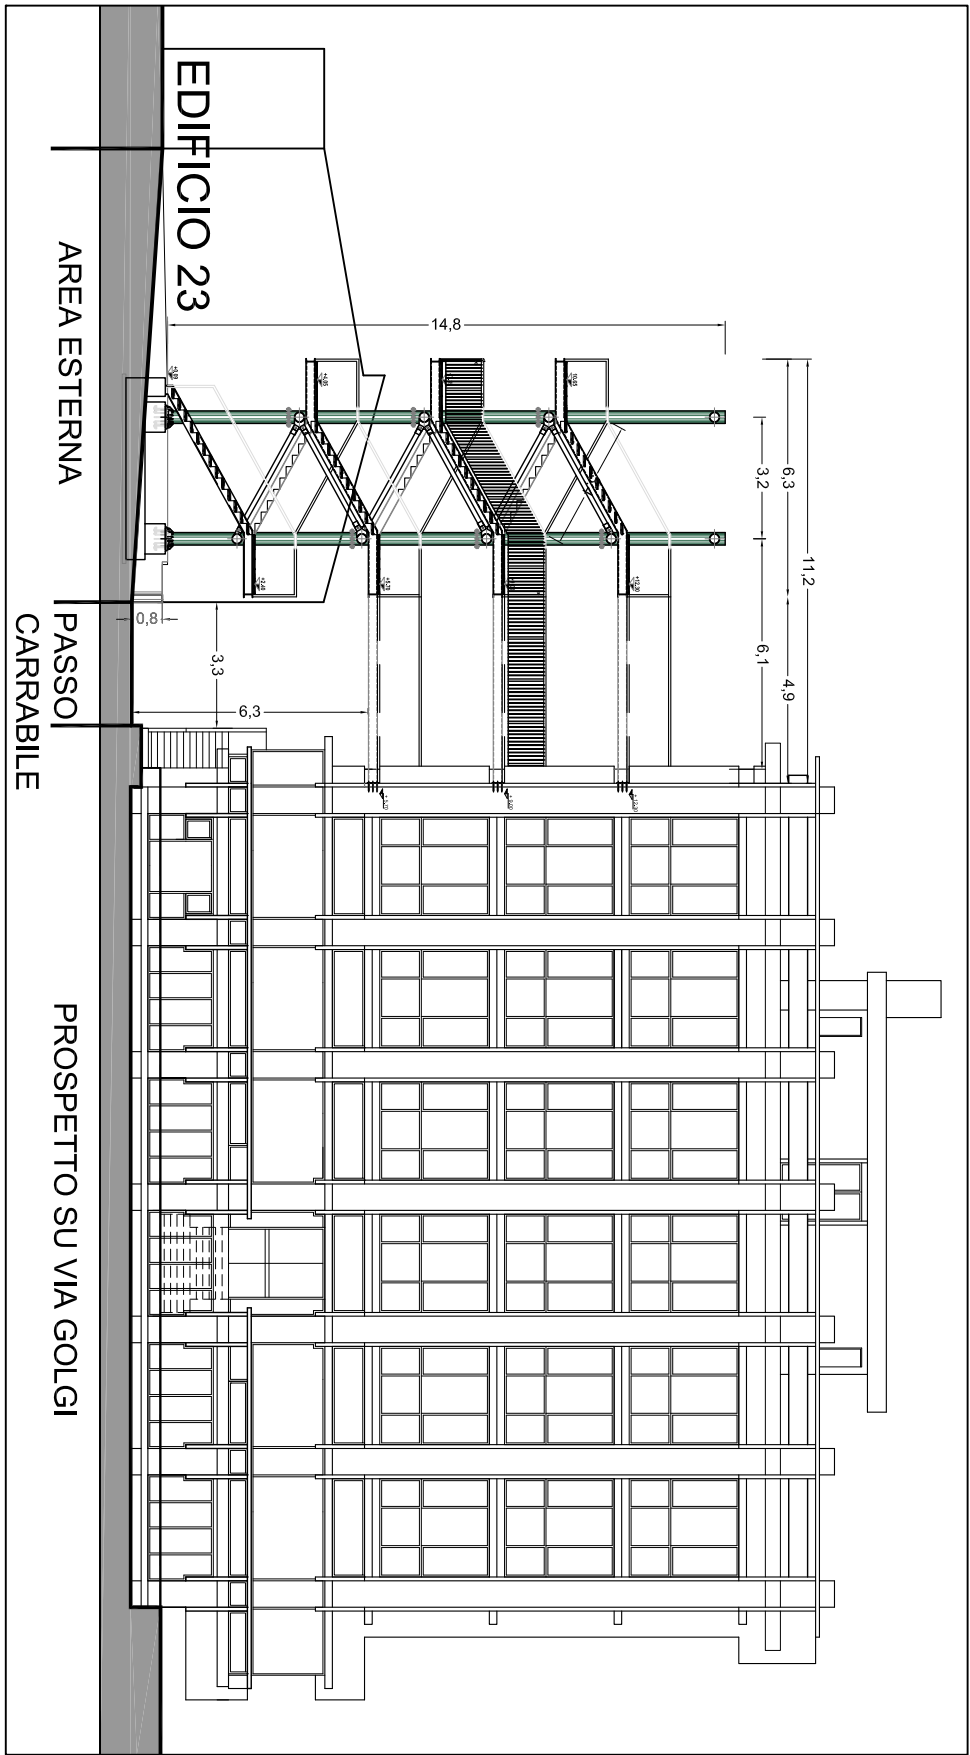 EDIFICIO 23
AREA ESTERNA
PASSO
CARRABILE
PROSPETTO SU VIA GOLGI
11,2
6,3
4,9
3,2
6,1
14,8
6,3
3,3
0,8